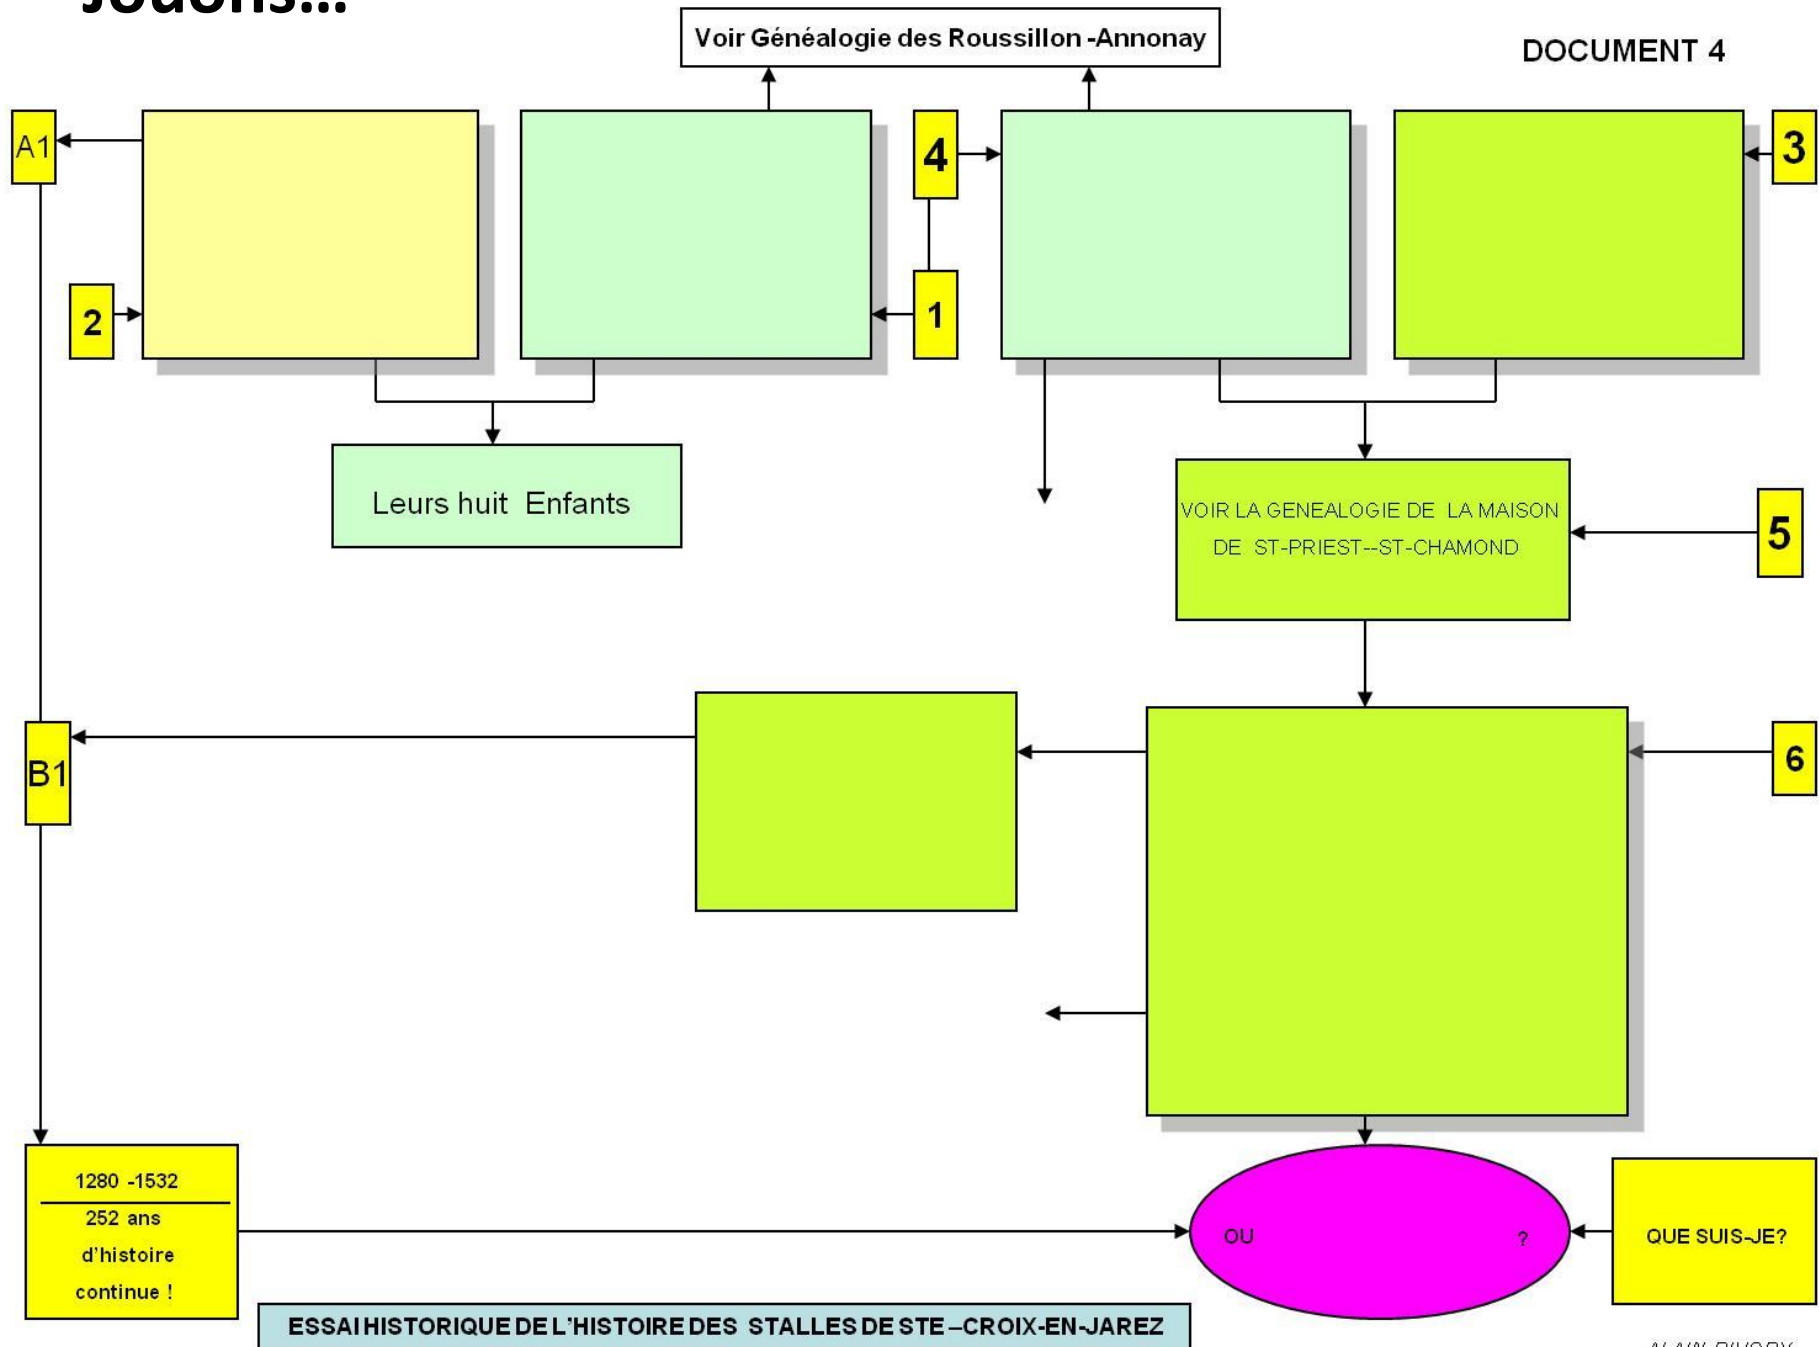 Jouons...
Voir Généalogie des Roussillon -Annonay
DOCUMENT 4
A1
4
3
2
1
Leurs huit Enfants
VOIR LA GENEALOGIE DE LA MAISON
DE ST-PRIEST--ST-CHAMOND
5
B1
6
1280 -1532
252 ans
d'histoire
continue !
OU ?
QUE SUIS-JE?
ESSAI HISTORIQUE DE L'HISTOIRE DES STALLES DE STE –CROIX-EN-JAREZ